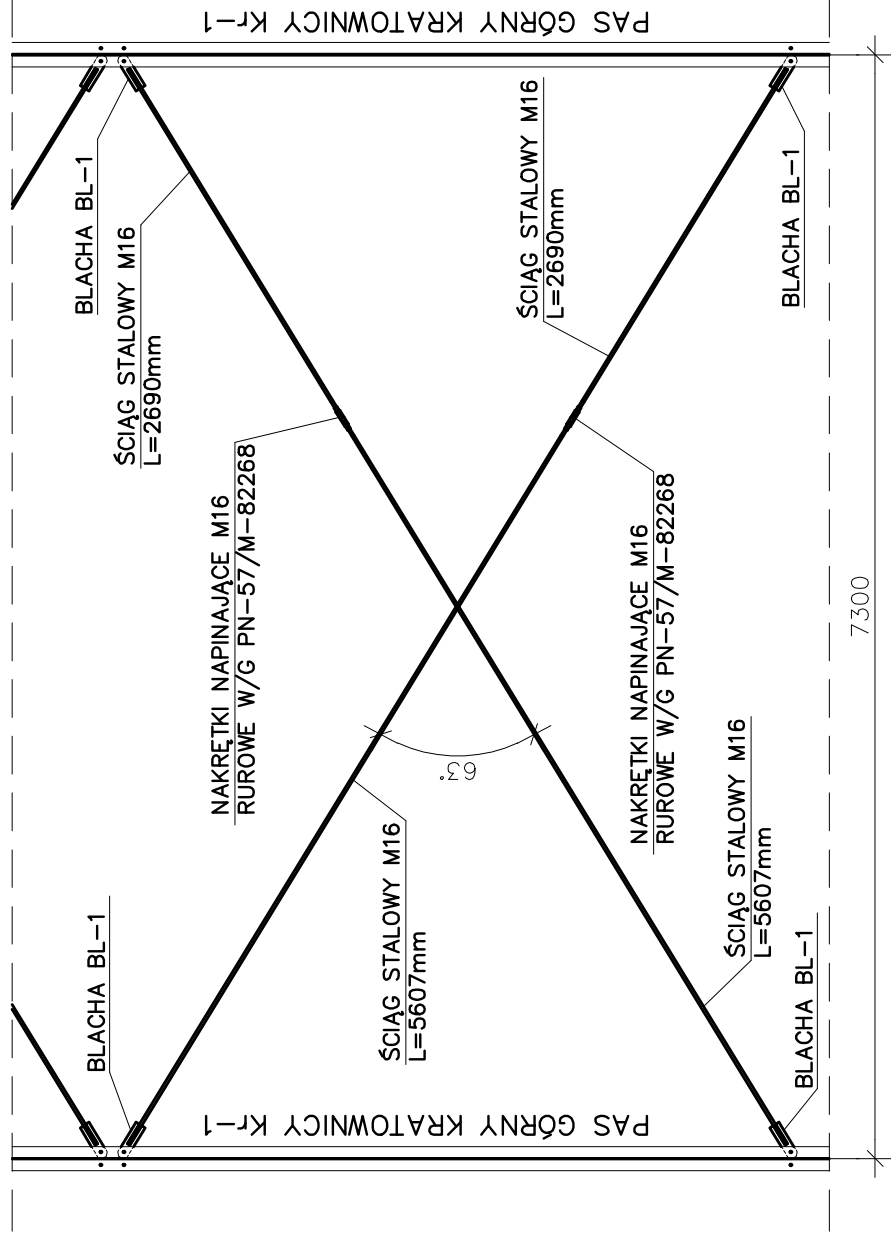 PAS GÓRNY KRATOWNICY Kr-1
BLACHA BL-1
ŚCIĄG STALOWY M16
L=2690mm
ŚCIĄG STALOWY M16
L=2690mm
BLACHA BL-1
NAKRĘTKI NAPINAJĄCE M16
RUROWE W/G PN-57/M-82268
NAKRĘTKI NAPINAJĄCE M16
RUROWE W/G PN-57/M-82268
7300
63°
ŚCIĄG STALOWY M16
L=5607mm
ŚCIĄG STALOWY M16
L=5607mm
BLACHA BL-1
BLACHA BL-1
PAS GÓRNY KRATOWNICY Kr-1